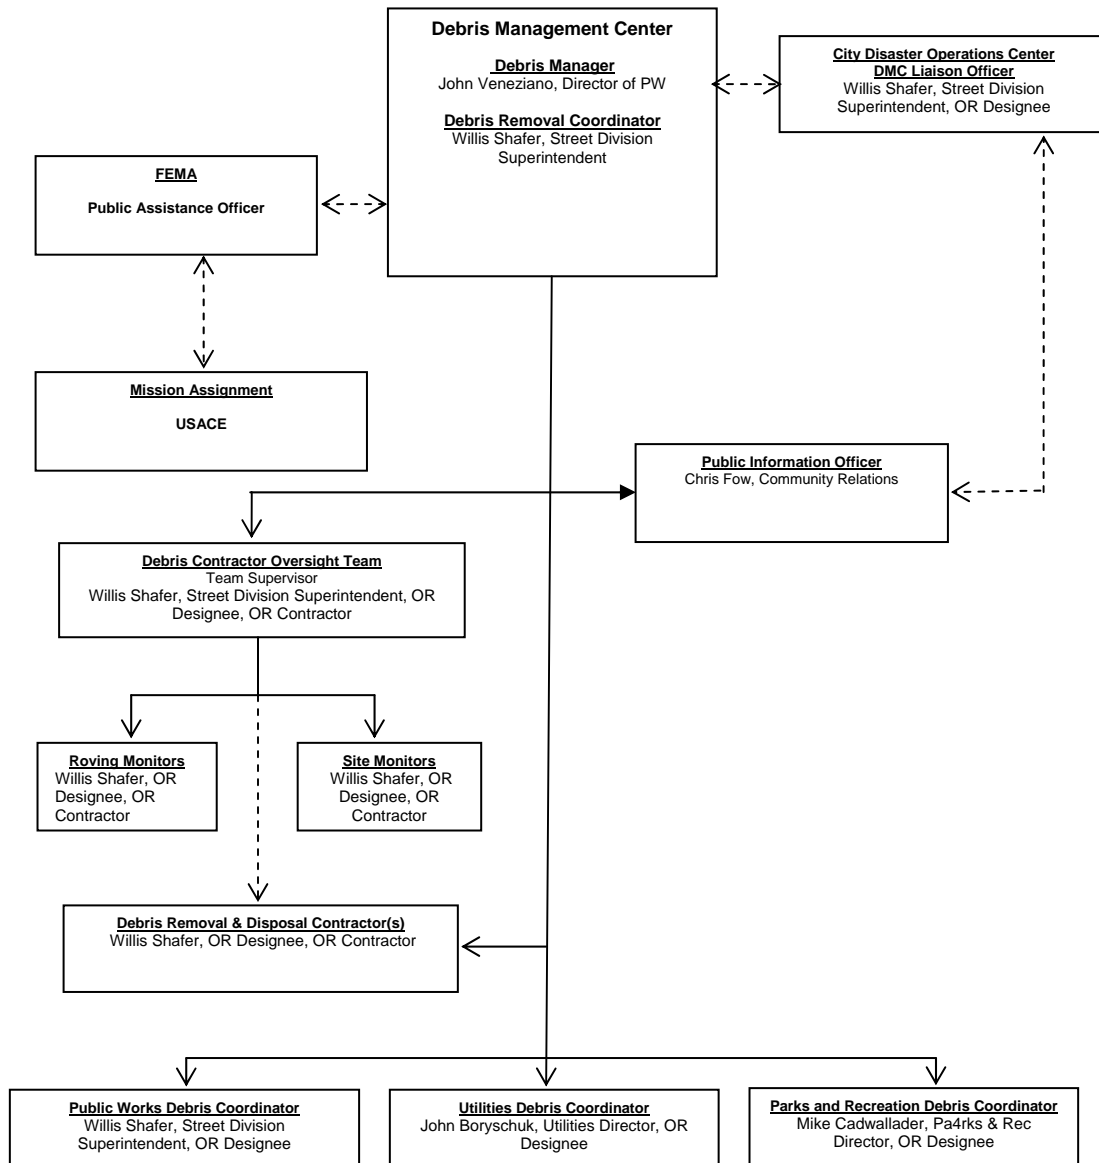 Debris Management Center
Debris Manager
John Veneziano, Director of PW
Debris Removal Coordinator
Willis Shafer, Street Division
Superintendent
City Disaster Operations Center
DMC Liaison Officer
Willis Shafer, Street Division
Superintendent, OR Designee
FEMA
Public Assistance Officer
Mission Assignment
USACE
Public Information Officer
Chris Fow, Community Relations
Debris Contractor Oversight Team
Team Supervisor
Willis Shafer, Street Division Superintendent, OR
Designee, OR Contractor
Roving Monitors
Willis Shafer, OR
Designee, OR
Contractor
Site Monitors
Willis Shafer, OR
Designee, OR
Contractor
Debris Removal & Disposal Contractor(s)
Willis Shafer, OR Designee, OR Contractor
Public Works Debris Coordinator
Willis Shafer, Street Division
Superintendent, OR Designee
Utilities Debris Coordinator
John Boryschuk, Utilities Director, OR
Designee
Parks and Recreation Debris Coordinator
Mike Cadwallader, Pa4rks & Rec
Director, OR Designee